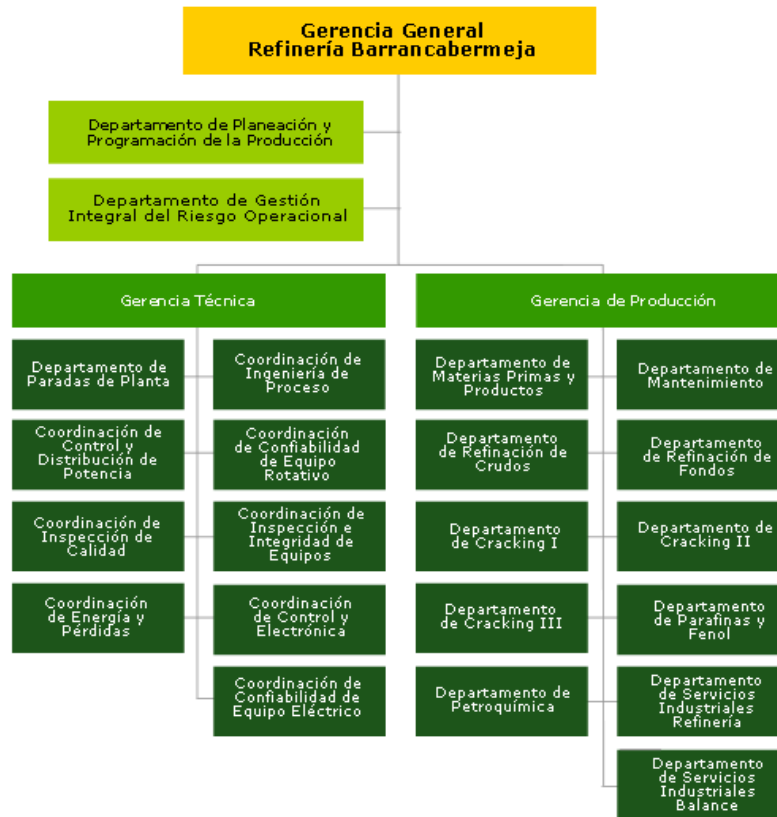 Gerencia General
Refinería Barrancabermeja
Departamento de Planeación y
Programación de la Producción
Departamento de Gestión
Integral del Riesgo Operacional
Gerencia Técnica
Gerencia de Producción
Departamento de
Paradas de Planta
Coordinación de
Ingeniería de
Proceso
Coordinación de
Control y
Distribución de
Potencia
Coordinación
de Confiabilidad
de Equipo
Rotativo
Coordinación de
Inspección de
Calidad
Coordinación de
Inspección e
Integridad de
Equipos
Coordinación
de Energía y
Pérdidas
Coordinación
de Control y
Electrónica
Coordinación de
Confiabilidad de
Equipo Eléctrico
Departamento de
Materias Primas y
Productos
Departamento de
Mantenimiento
Departamento
de Refinación de
Crudos
Departamento
de Refinación de
Fondos
Departamento
de Cracking I
Departamento de
Cracking II
Departamento
de Cracking III
Departamento
de Parafinas y
Fenol
Departamento de
Petroquímica
Departamento
de Servicios
Industriales
Refinería
Departamento
de Servicios
Industriales
Balance